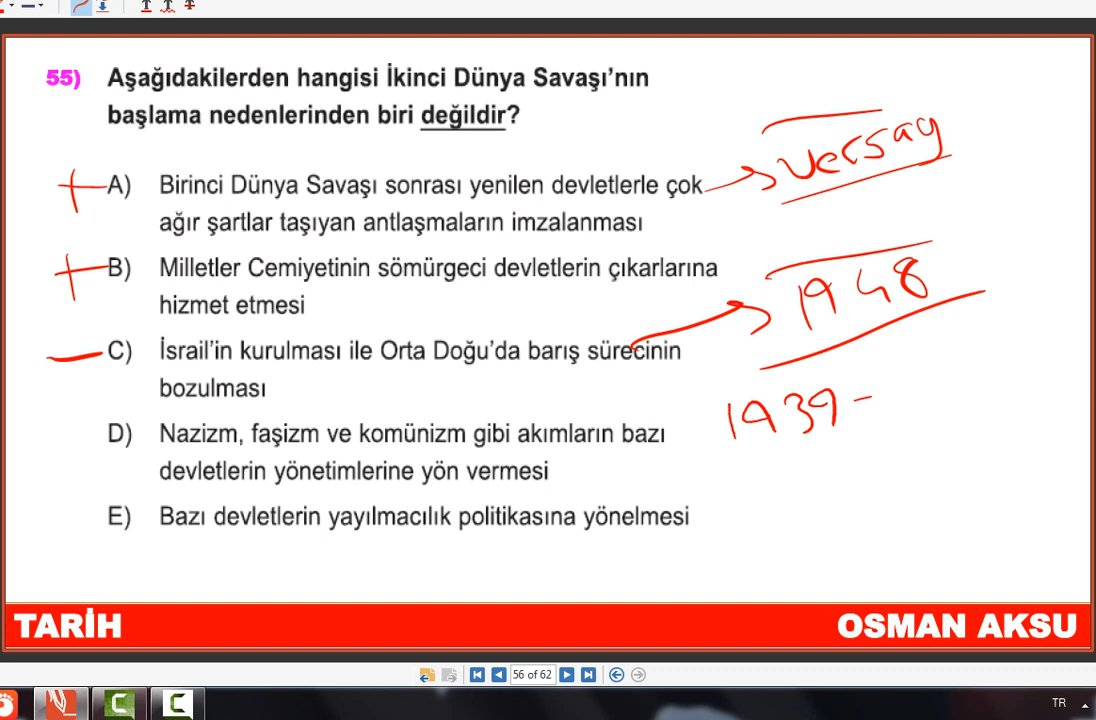 55) Aşağıdakilerden hangisi İkinci Dünya Savaşı'nın
başlama nedenlerinden biri değildir?
A) Birinci Dünya Savaşı sonrası yenilen devletlerle çok
ağır şartlar taşıyan antlaşmaların imzalanması
Versay
B) Milletler Cemiyetinin sömürgeci devletlerin çıkarlarına
hizmet etmesi
1948
C) İsrail'in kurulması ile Orta Doğu'da barış sürecinin
bozulması
1939 -
D) Nazizm, faşizm ve komünizm gibi akımların bazı
devletlerin yönetimlerine yön vermesi
E) Bazı devletlerin yayılmacılık politikasına yönelmesi
TARİH
OSMAN AKSU
56 of 62
TR